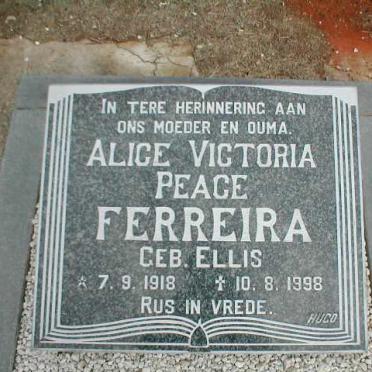 IN TERE HERINNERING AAN
ONS MOEDER EN OUMA.
ALICE VICTORIA
PEACE
FERREIRA
GEB. ELLIS
* 7. 9. 1918 ✝ 10. 8. 1998
RUS IN VREDE.
HUGO